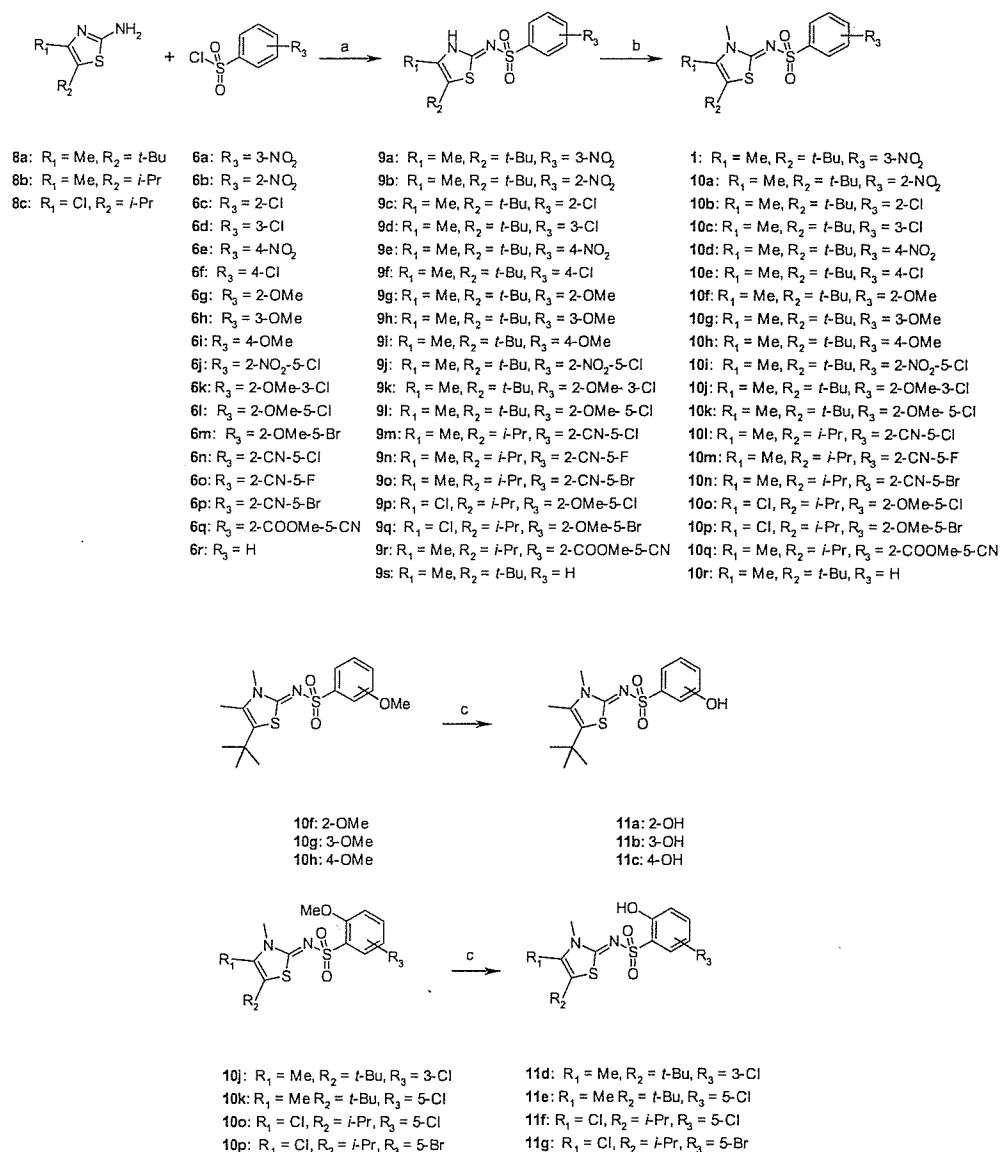 R₁ N NH₂ S R₂ + Cl S O O R₃ a R₁ H N N S R₂ S O O R₃ b R₁ N N S R₂ S O O R₃
8a: R₁ = Me, R₂ = t-Bu
8b: R₁ = Me, R₂ = i-Pr
8c: R₁ = Cl, R₂ = i-Pr
6a: R₃ = 3-NO₂
6b: R₃ = 2-NO₂
6c: R₃ = 2-Cl
6d: R₃ = 3-Cl
6e: R₃ = 4-NO₂
6f: R₃ = 4-Cl
6g: R₃ = 2-OMe
6h: R₃ = 3-OMe
6i: R₃ = 4-OMe
6j: R₃ = 2-NO₂-5-Cl
6k: R₃ = 2-OMe-3-Cl
6l: R₃ = 2-OMe-5-Cl
6m: R₃ = 2-OMe-5-Br
6n: R₃ = 2-CN-5-Cl
6o: R₃ = 2-CN-5-F
6p: R₃ = 2-CN-5-Br
6q: R₃ = 2-COOMe-5-CN
6r: R₃ = H
9a: R₁ = Me, R₂ = t-Bu, R₃ = 3-NO₂
9b: R₁ = Me, R₂ = t-Bu, R₃ = 2-NO₂
9c: R₁ = Me, R₂ = t-Bu, R₃ = 2-Cl
9d: R₁ = Me, R₂ = t-Bu, R₃ = 3-Cl
9e: R₁ = Me, R₂ = t-Bu, R₃ = 4-NO₂
9f: R₁ = Me, R₂ = t-Bu, R₃ = 4-Cl
9g: R₁ = Me, R₂ = t-Bu, R₃ = 2-OMe
9h: R₁ = Me, R₂ = t-Bu, R₃ = 3-OMe
9i: R₁ = Me, R₂ = t-Bu, R₃ = 4-OMe
9j: R₁ = Me, R₂ = t-Bu, R₃ = 2-NO₂-5-Cl
9k: R₁ = Me, R₂ = t-Bu, R₃ = 2-OMe- 3-Cl
9l: R₁ = Me, R₂ = t-Bu, R₃ = 2-OMe- 5-Cl
9m: R₁ = Me, R₂ = i-Pr, R₃ = 2-CN-5-Cl
9n: R₁ = Me, R₂ = i-Pr, R₃ = 2-CN-5-F
9o: R₁ = Me, R₂ = i-Pr, R₃ = 2-CN-5-Br
9p: R₁ = Cl, R₂ = i-Pr, R₃ = 2-OMe-5-Cl
9q: R₁ = Cl, R₂ = i-Pr, R₃ = 2-OMe-5-Br
9r: R₁ = Me, R₂ = i-Pr, R₃ = 2-COOMe-5-CN
9s: R₁ = Me, R₂ = t-Bu, R₃ = H
1: R₁ = Me, R₂ = t-Bu, R₃ = 3-NO₂
10a: R₁ = Me, R₂ = t-Bu, R₃ = 2-NO₂
10b: R₁ = Me, R₂ = t-Bu, R₃ = 2-Cl
10c: R₁ = Me, R₂ = t-Bu, R₃ = 3-Cl
10d: R₁ = Me, R₂ = t-Bu, R₃ = 4-NO₂
10e: R₁ = Me, R₂ = t-Bu, R₃ = 4-Cl
10f: R₁ = Me, R₂ = t-Bu, R₃ = 2-OMe
10g: R₁ = Me, R₂ = t-Bu, R₃ = 3-OMe
10h: R₁ = Me, R₂ = t-Bu, R₃ = 4-OMe
10i: R₁ = Me, R₂ = t-Bu, R₃ = 2-NO₂-5-Cl
10j: R₁ = Me, R₂ = t-Bu, R₃ = 2-OMe-3-Cl
10k: R₁ = Me, R₂ = t-Bu, R₃ = 2-OMe- 5-Cl
10l: R₁ = Me, R₂ = i-Pr, R₃ = 2-CN-5-Cl
10m: R₁ = Me, R₂ = i-Pr, R₃ = 2-CN-5-F
10n: R₁ = Me, R₂ = i-Pr, R₃ = 2-CN-5-Br
10o: R₁ = Cl, R₂ = i-Pr, R₃ = 2-OMe-5-Cl
10p: R₁ = Cl, R₂ = i-Pr, R₃ = 2-OMe-5-Br
10q: R₁ = Me, R₂ = i-Pr, R₃ = 2-COOMe-5-CN
10r: R₁ = Me, R₂ = t-Bu, R₃ = H
N N S S O O OMe c N N S S O O OH
10f: 2-OMe
10g: 3-OMe
10h: 4-OMe
11a: 2-OH
11b: 3-OH
11c: 4-OH
MeO R₁ N N S R₂ S O O R₃ c HO R₁ N N S R₂ S O O R₃
10j: R₁ = Me, R₂ = t-Bu, R₃ = 3-Cl
10k: R₁ = Me R₂ = t-Bu, R₃ = 5-Cl
10o: R₁ = Cl, R₂ = i-Pr, R₃ = 5-Cl
10p: R₁ = Cl, R₂ = i-Pr, R₃ = 5-Br
11d: R₁ = Me, R₂ = t-Bu, R₃ = 3-Cl
11e: R₁ = Me R₂ = t-Bu, R₃ = 5-Cl
11f: R₁ = Cl, R₂ = i-Pr, R₃ = 5-Cl
11g: R₁ = Cl, R₂ = i-Pr, R₃ = 5-Br